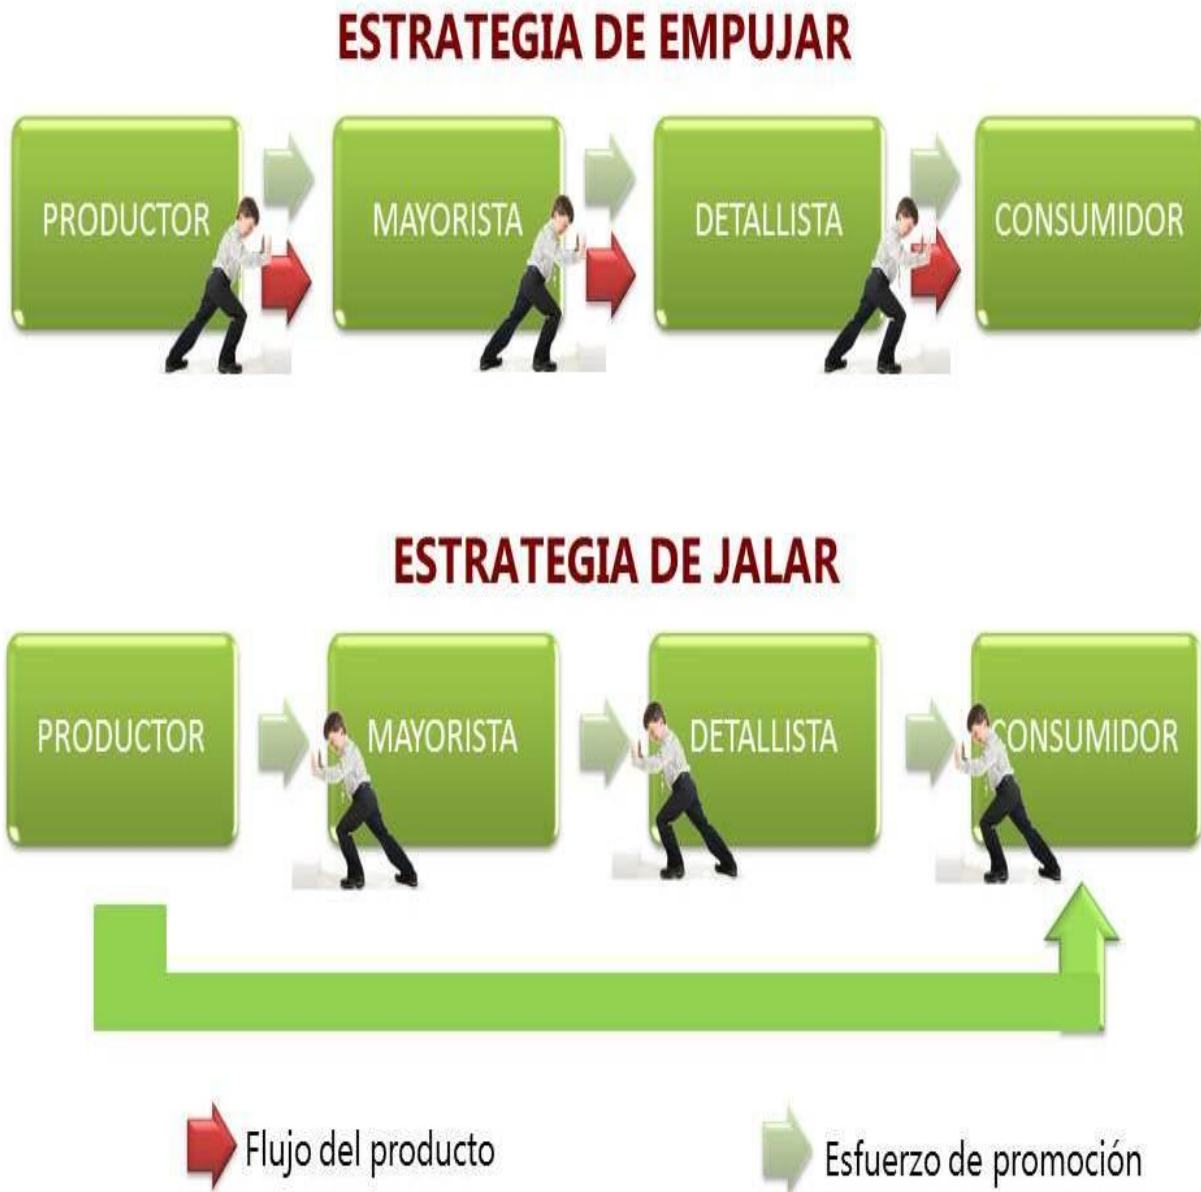 ESTRATEGIA DE EMPUJAR
PRODUCTOR
MAYORISTA
DETALLISTA
CONSUMIDOR
ESTRATEGIA DE JALAR
PRODUCTOR
MAYORISTA
DETALLISTA
CONSUMIDOR
Flujo del producto
Esfuerzo de promoción